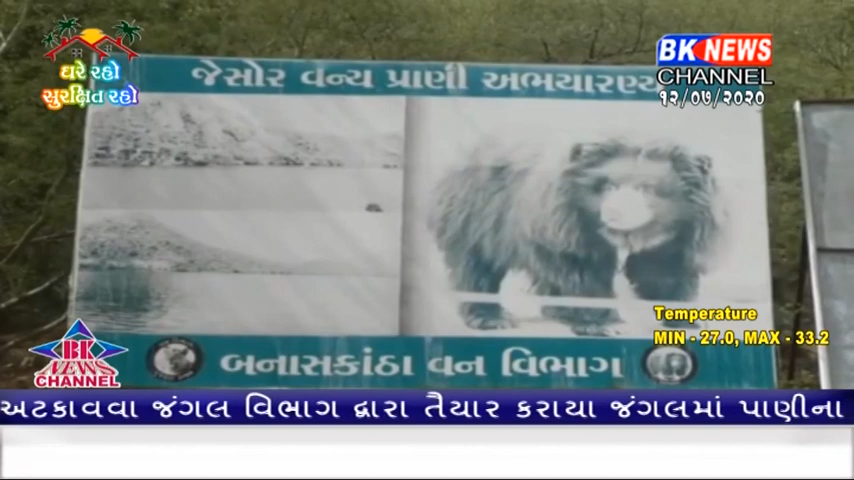 ઘરે રહો
સુરક્ષિત રહો
જેસોર વન્ય પ્રાણી અભયારણ્ય
BK NEWS
CHANNEL
૧૨/૦૭/૨૦૨૦
Temperature
MIN - 27.0, MAX - 33.2
બનાસકાંઠા વન વિભાગ
BK
NEWS
CHANNEL
અટકાવવા જંગલ વિભાગ દ્વારા તૈયાર કરાયા જંગલમાં પાણીના